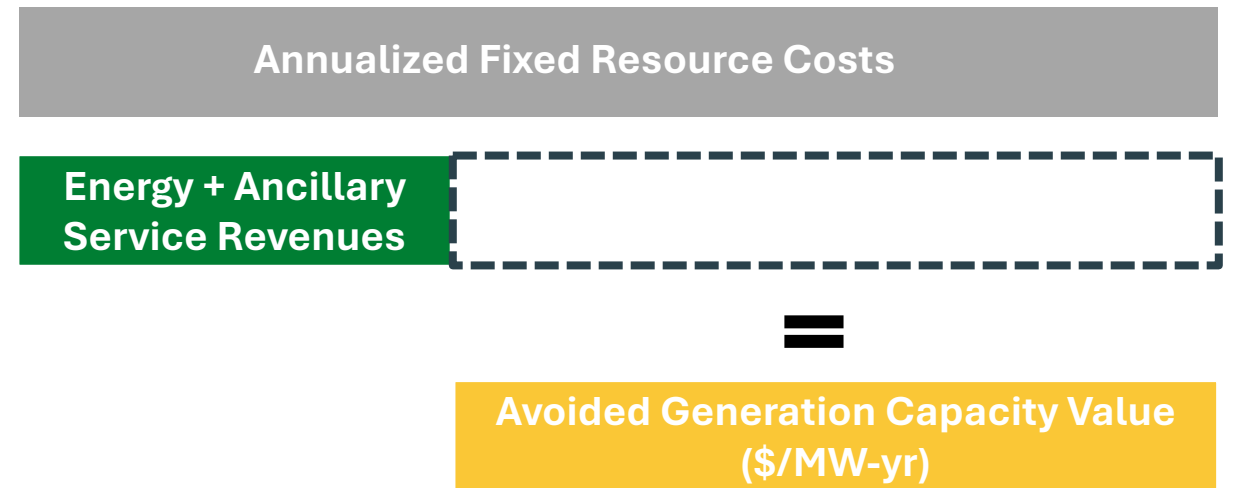 Annualized Fixed Resource Costs
Energy + Ancillary
Service Revenues
=
Avoided Generation Capacity Value
($/MW-yr)